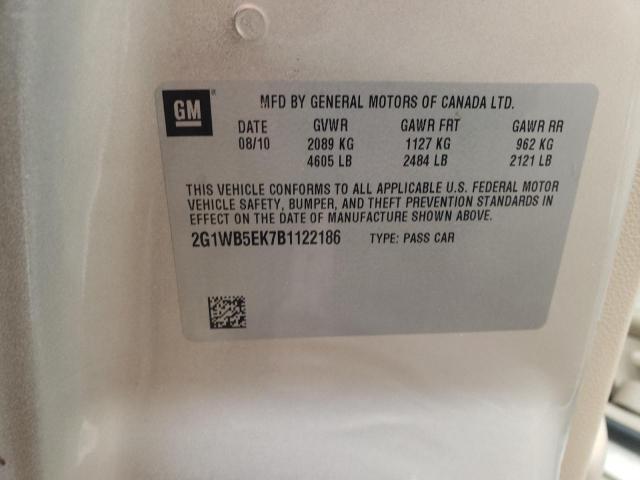 GM ®
MFD BY GENERAL MOTORS OF CANADA LTD.
DATE GVWR GAWR FRT GAWR RR
08/10 2089 KG 1127 KG 962 KG
4605 LB 2484 LB 2121 LB
THIS VEHICLE CONFORMS TO ALL APPLICABLE U.S. FEDERAL MOTOR
VEHICLE SAFETY, BUMPER, AND THEFT PREVENTION STANDARDS IN
EFFECT ON THE DATE OF MANUFACTURE SHOWN ABOVE.
2G1WB5EK7B1122186 TYPE: PASS CAR